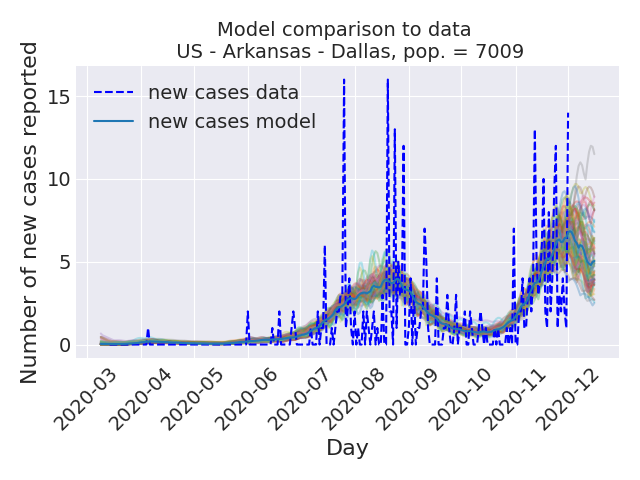 Model comparison to data
US - Arkansas - Dallas, pop. = 7009
Number of new cases reported
15
10
5
0
new cases data
new cases model
2020-03
2020-04
2020-05
2020-06
2020-07
2020-08
2020-09
2020-10
2020-11
2020-12
Day